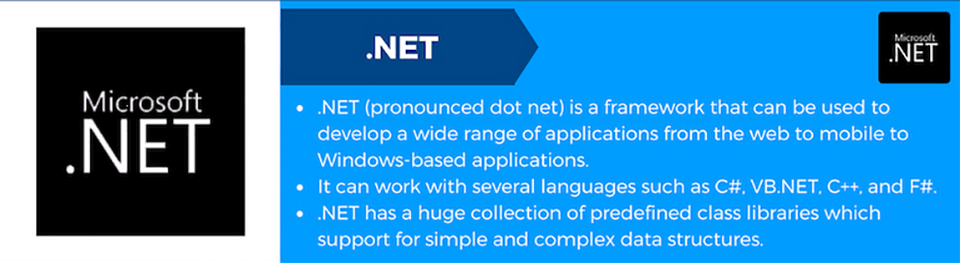 Microsoft
.NET
.NET
Microsoft
.NET
• .NET (pronounced dot net) is a framework that can be used to
develop a wide range of applications from the web to mobile to
Windows-based applications.
• It can work with several languages such as C#, VB.NET, C++, and F#.
• .NET has a huge collection of predefined class libraries which
support for simple and complex data structures.